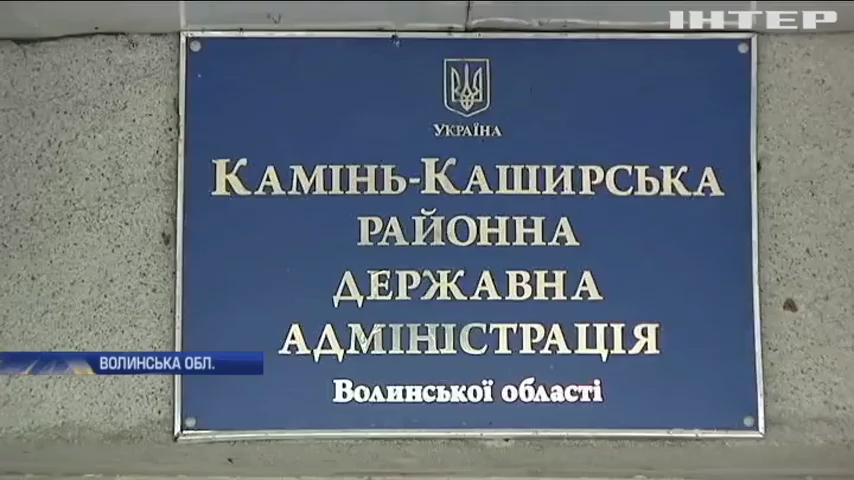 ІНТЕР
УКРАЇНА
КАМІНЬ-КАШИРСЬКА
РАЙОННА
ДЕРЖАВНА
АДМІНІСТРАЦІЯ
Волинської області
ВОЛИНСЬКА ОБЛ.